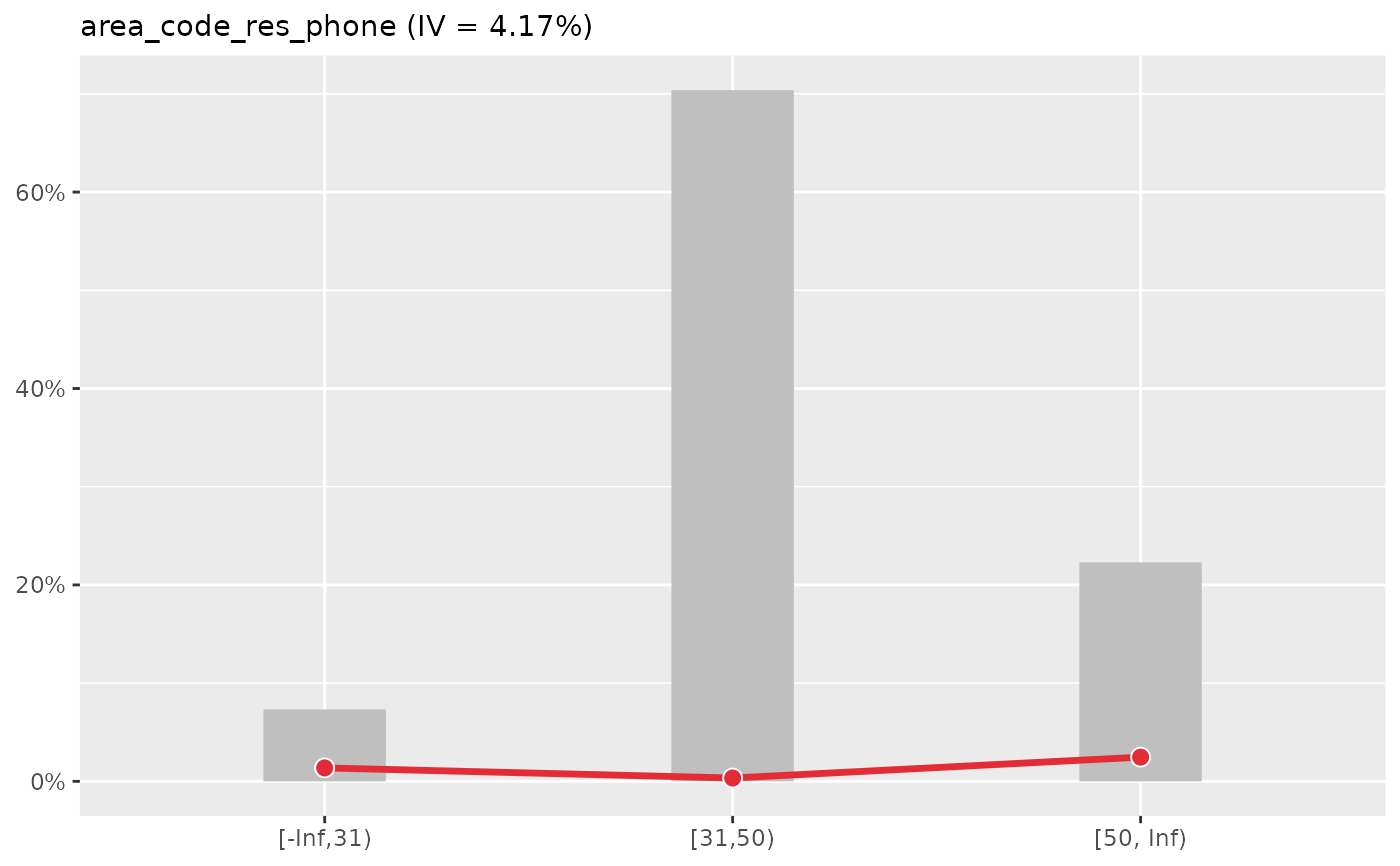 area_code_res_phone (IV = 4.17%)
60%
40%
20%
0%
[-Inf,31)
[31,50)
[50, Inf)